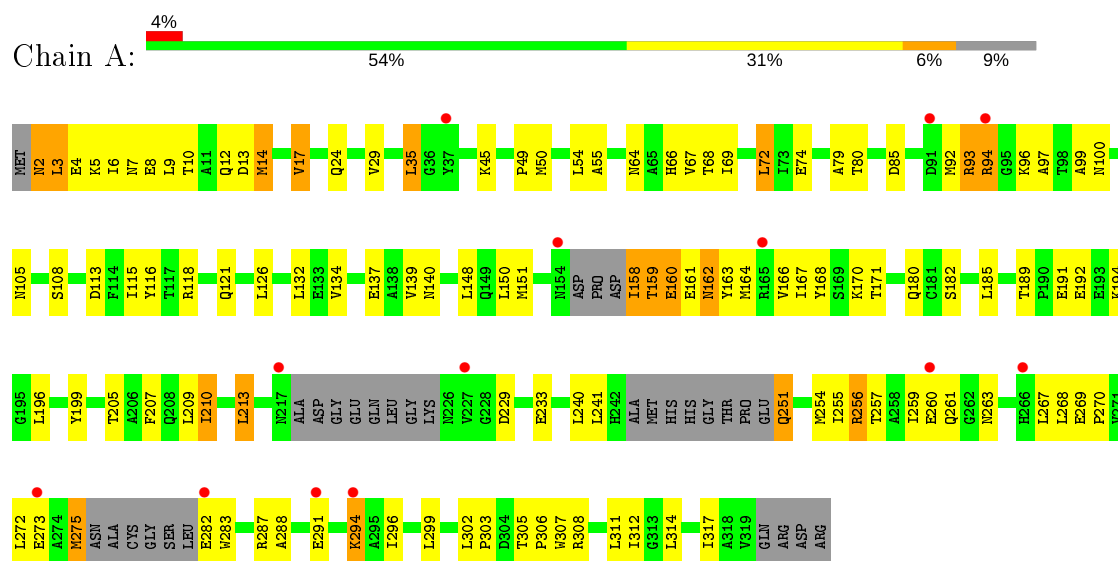 4%
Chain A:
54% 31% 6% 9%
MET N2 L3 E4 K5 I6 N7 E8 L9 T10 A11 Q12 D13 M14 V17 Q24 V29 L35 G36 Y37 K45 P49 M50 L54 A55 N64 A65 H66 V67 T68 I69 L72 I73 E74 A79 T80 D85 D91 M92 R93 R94 G95 K96 A97 T98 A99 N100
N105 S108 D113 F114 I115 Y116 T117 R118 Q121 L126 L132 E133 V134 E137 A138 V139 N140 L148 Q149 L150 M151 N154 ASP PRO ASP I158 T159 E160 E161 N162 Y163 M164 R165 V166 I167 Y168 S169 K170 T171 Q180 C181 S182 L185 T189 P190 E191 E192 E193 K194
G195 L196 Y199 T205 A206 F207 Q208 L209 I210 L213 N217 ALA ASP GLY GLU GLN LEU GLY LYS N226 V227 G228 D229 E233 L240 L241 H242 ALA MET HIS HIS GLY THR PRO GLU Q251 M254 I255 R256 T257 A258 I259 E260 Q261 G262 N263 H266 L267 L268 E269 P270 V271
L272 E273 A274 M275 ASN ALA CYS GLY SER LEU E282 W283 R287 A288 E291 K294 A295 I296 L299 L302 P303 D304 T305 P306 W307 R308 L311 I312 G313 L314 I317 A318 V319 GLN ARG ASP ARG